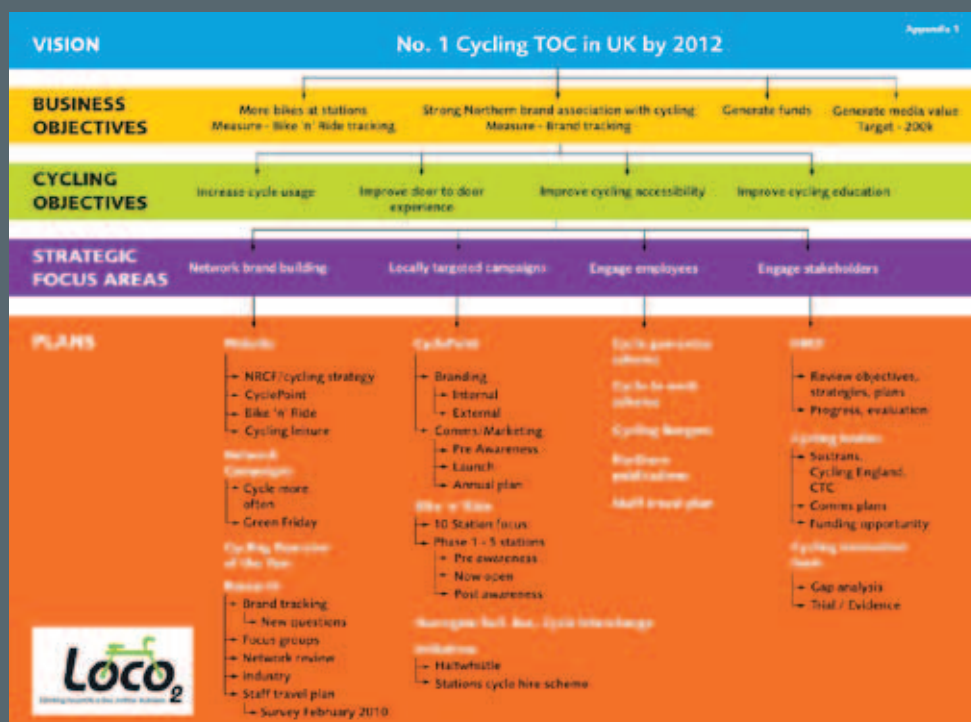 Appendix 1
VISION
No. 1 Cycling TOC in UK by 2012
BUSINESS
OBJECTIVES
More bikes at stations
Measure - Bike 'n' Ride tracking
Strong Northern brand association with cycling
Measure - Brand tracking
Generate funds
Generate media value
Target - 200k
CYCLING
OBJECTIVES
Increase cycle usage
Improve door to door
experience
Improve cycling accessibility
Improve cycling education
STRATEGIC
FOCUS AREAS
Network brand building
Locally targeted campaigns
Engage employees
Engage stakeholders
PLANS
Website
NRCF/cycling strategy
CyclePoint
Bike 'n' Ride
Cycling leisure
Network
Campaigns
Cycle more
often
Green Friday
Research
Brand tracking
New questions
Focus groups
Network review
Industry
Staff travel plan
Survey February 2010
CyclePoint
Branding
Internal
External
Comms/Marketing
Pre Awareness
Launch
Annual plan
Bike 'n' Ride
10 Station focus
Phase 1 - 5 stations
Pre awareness
Now open
Post awareness
Initiatives
Haltwhistle
Stations cycle hire scheme
Cycle guarantee
scheme
Cycle to work
scheme
Northern
publications
Staff travel plan
Review objectives,
strategies, plans
Progress, evaluation
Cycling bodies
Sustrans,
Cycling England,
CTC
Comms plans
Funding opportunity
Gap analysis
Trial / Evidence
Loco2